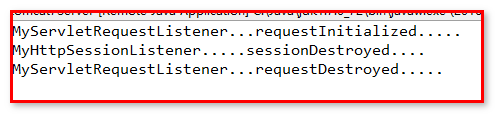 MyServletRequestListener...requestInitialized.....
MyHttpSessionListener.....sessionDestroyed....
MyServletRequestListener...requestDestroyed.....